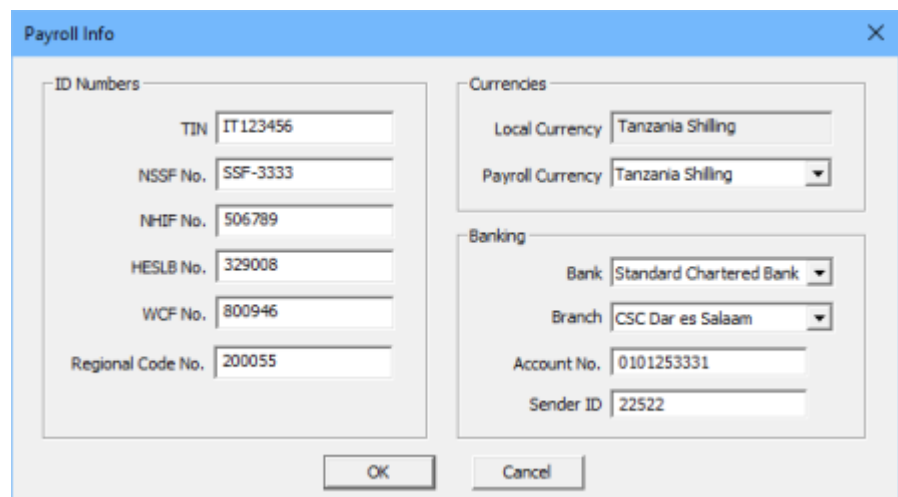 Payroll Info
ID Numbers
TIN IT123456
NSSF No. SSF-3333
NHIF No. 506789
HESLB No. 329008
WCF No. 800946
Regional Code No. 200055
Currencies
Local Currency Tanzania Shilling
Payroll Currency Tanzania Shilling
Banking
Bank Standard Chartered Bank
Branch CSC Dar es Salaam
Account No. 0101253331
Sender ID 22522
OK Cancel